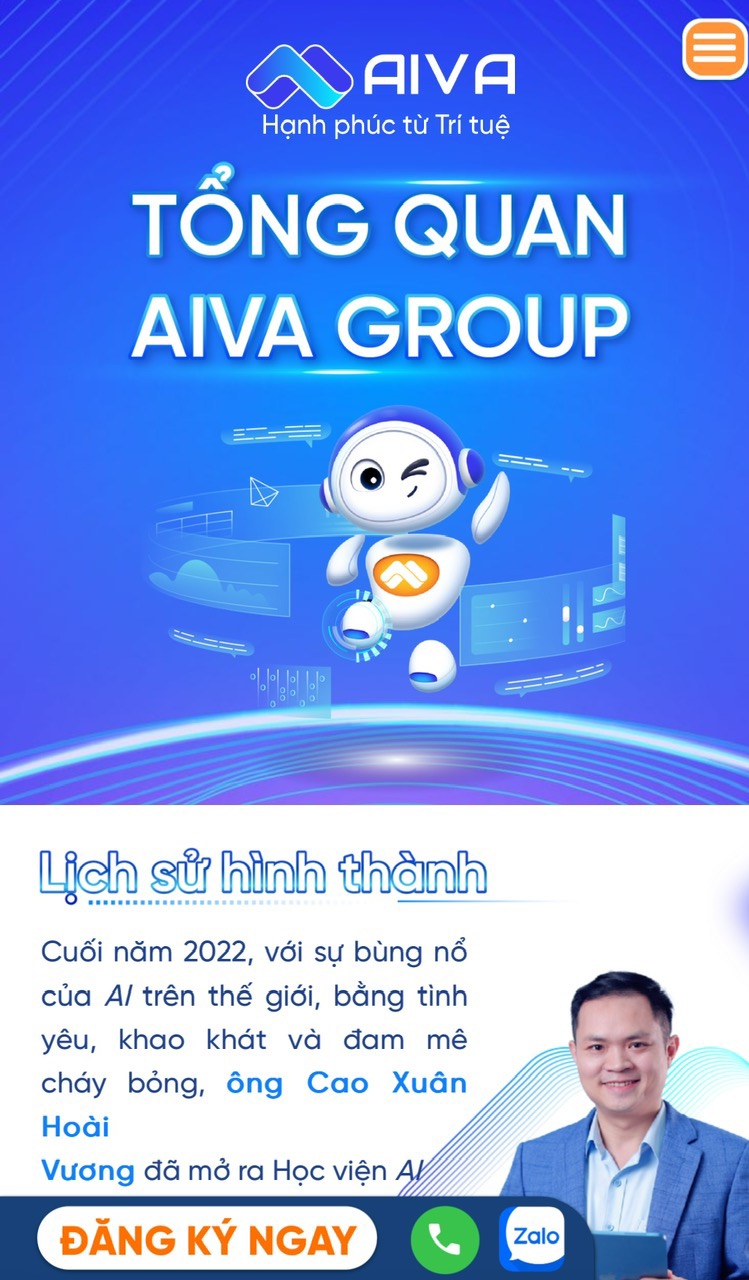 AIVA
Hạnh phúc từ Trí tuệ
TỔNG QUAN
AIVA GROUP
Lịch sử hình thành
Cuối năm 2022, với sự bùng nổ
của AI trên thế giới, bằng tình
yêu, khao khát và đam mê
cháy bỏng, ông Cao Xuân
Hoài
Vương đã mở ra Học viện AI
ĐĂNG KÝ NGAY
Zalo